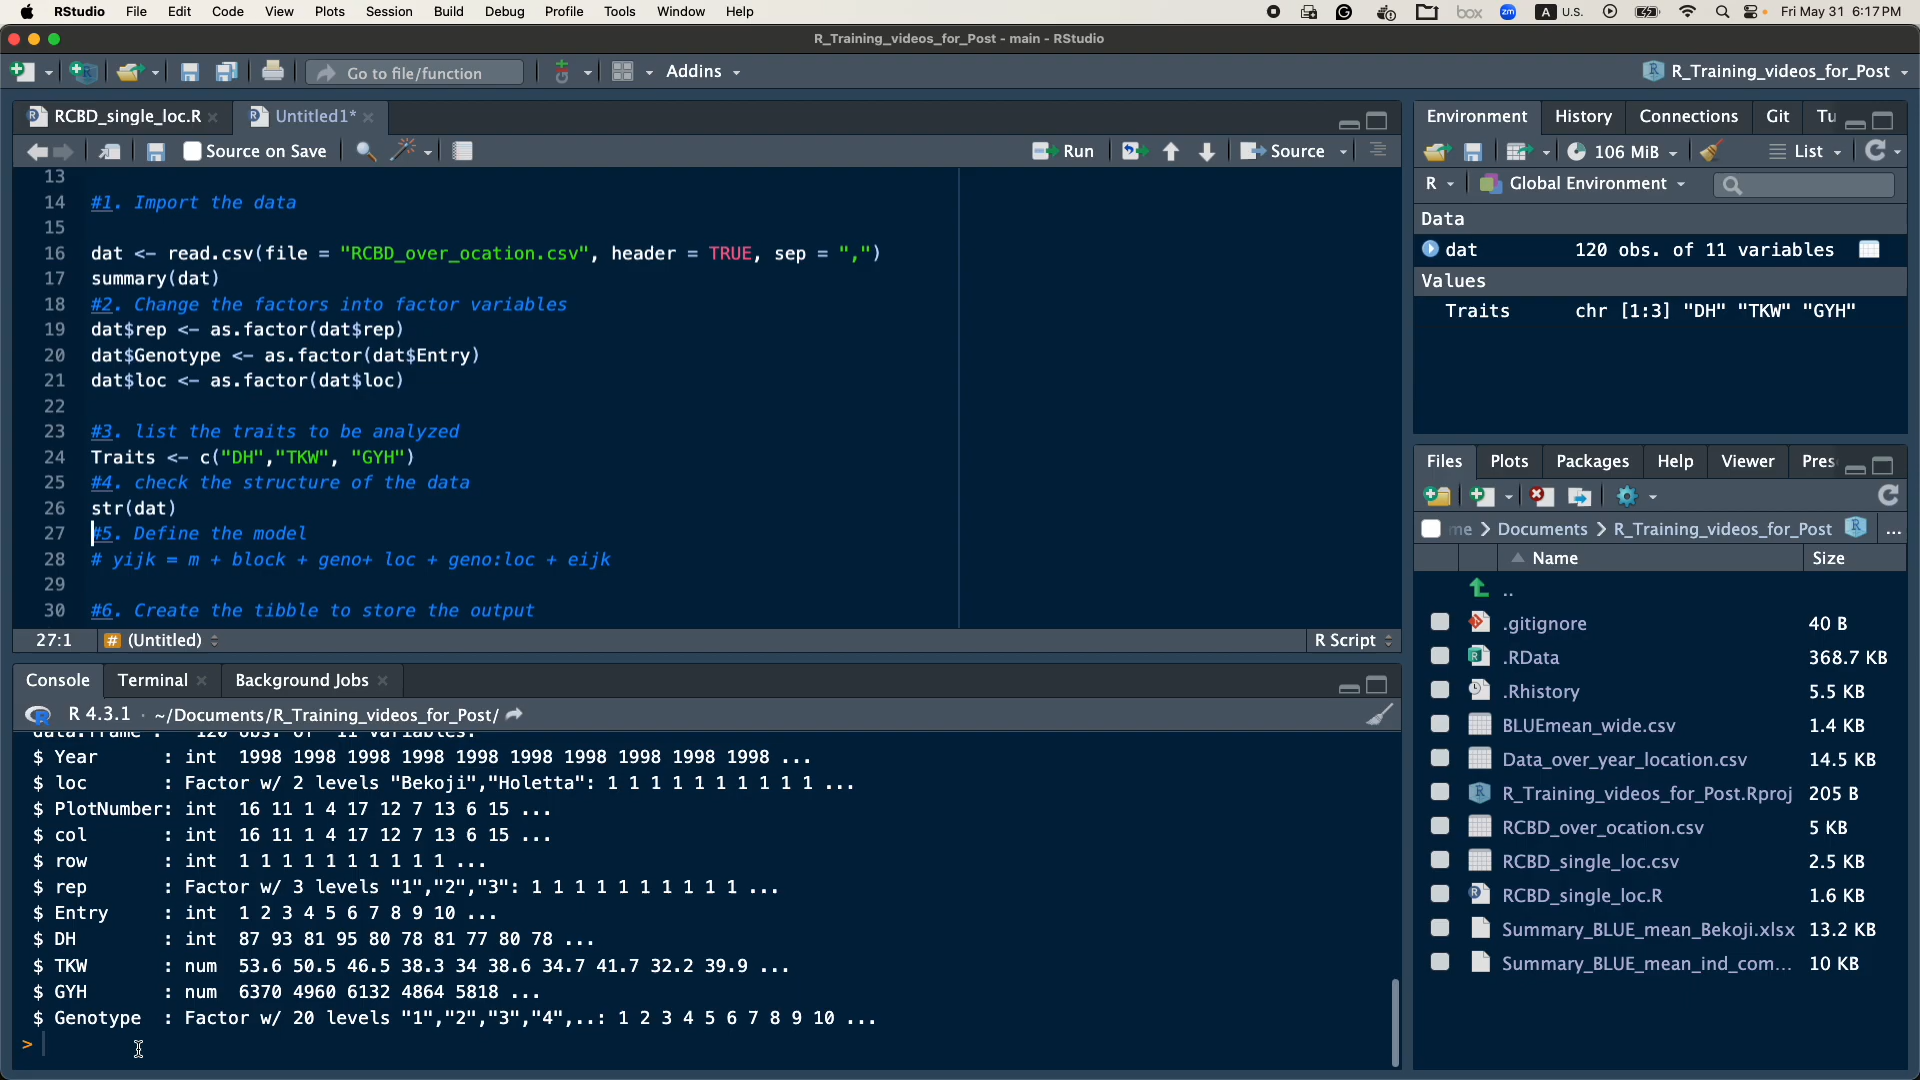 RStudio File Edit Code View Plots Session Build Debug Profile Tools Window Help box zm A U.S. Fri May 31 6:17 PM
R_Training_videos_for_Post - main - RStudio
Go to file/function Addins R_Training_videos_for_Post
RCBD_single_loc.R Untitled1*
Source on Save Run Source
13
14 #1. Import the data
15
16 dat <- read.csv(file = "RCBD_over_ocation.csv", header = TRUE, sep = ",")
17 summary(dat)
18 #2. Change the factors into factor variables
19 dat$rep <- as.factor(dat$rep)
20 dat$Genotype <- as.factor(dat$Entry)
21 dat$loc <- as.factor(dat$loc)
22
23 #3. list the traits to be analyzed
24 Traits <- c("DH","TKW", "GYH")
25 #4. check the structure of the data
26 str(dat)
27 #5. Define the model
28 # yijk = m + block + geno+ loc + geno:loc + eijk
29
30 #6. Create the tibble to store the output
27:1 # (Untitled) R Script
Console Terminal Background Jobs
R 4.3.1 · ~/Documents/R_Training_videos_for_Post/
'data.frame': 120 obs. of 11 variables:
$ Year : int 1998 1998 1998 1998 1998 1998 1998 1998 1998 1998 ...
$ loc : Factor w/ 2 levels "Bekoji","Holetta": 1 1 1 1 1 1 1 1 1 1 ...
$ PlotNumber: int 16 11 1 4 17 12 7 13 6 15 ...
$ col : int 16 11 1 4 17 12 7 13 6 15 ...
$ row : int 1 1 1 1 1 1 1 1 1 1 ...
$ rep : Factor w/ 3 levels "1","2","3": 1 1 1 1 1 1 1 1 1 1 ...
$ Entry : int 1 2 3 4 5 6 7 8 9 10 ...
$ DH : int 87 93 81 95 80 78 81 77 80 78 ...
$ TKW : num 53.6 50.5 46.5 38.3 34 38.6 34.7 41.7 32.2 39.9 ...
$ GYH : num 6370 4960 6132 4864 5818 ...
$ Genotype : Factor w/ 20 levels "1","2","3","4",..: 1 2 3 4 5 6 7 8 9 10 ...
>
Environment History Connections Git Tu
106 MiB List
R Global Environment
Data
dat 120 obs. of 11 variables
Values
Traits chr [1:3] "DH" "TKW" "GYH"
Files Plots Packages Help Viewer Pres
me > Documents > R_Training_videos_for_Post ...
Name Size
..
.gitignore 40 B
.RData 368.7 KB
.Rhistory 5.5 KB
BLUEmean_wide.csv 1.4 KB
Data_over_year_location.csv 14.5 KB
R_Training_videos_for_Post.Rproj 205 B
RCBD_over_ocation.csv 5 KB
RCBD_single_loc.csv 2.5 KB
RCBD_single_loc.R 1.6 KB
Summary_BLUE_mean_Bekoji.xlsx 13.2 KB
Summary_BLUE_mean_ind_com... 10 KB